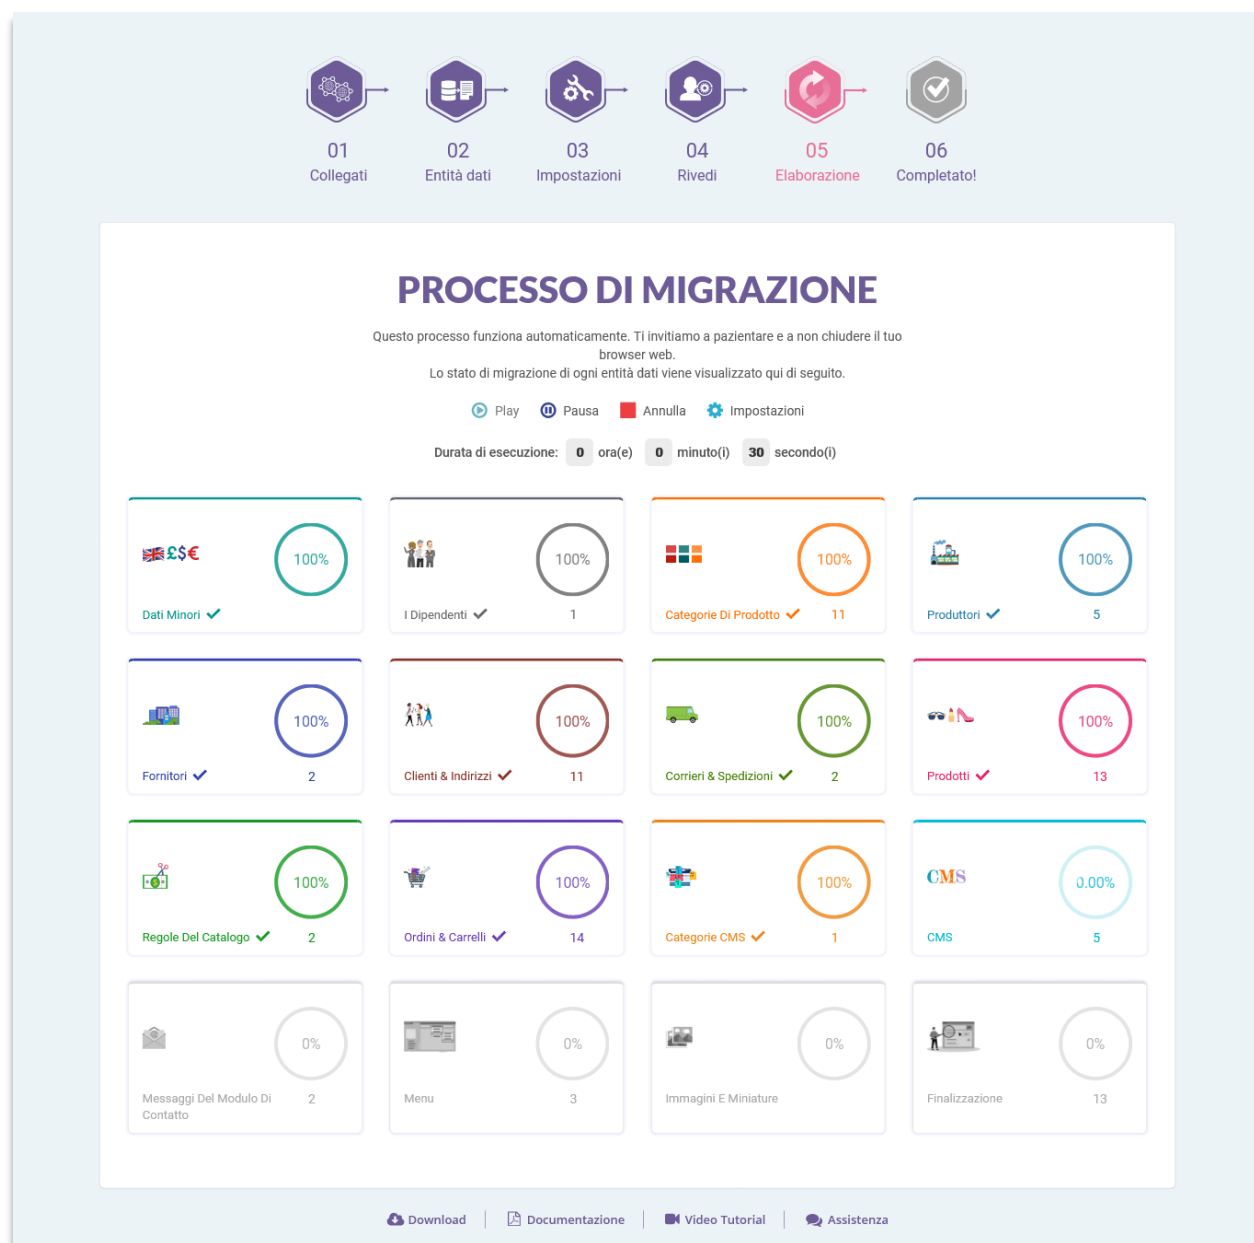 01
Collegati
02
Entità dati
03
Impostazioni
04
Rivedi
05
Elaborazione
06
Completato!
PROCESSO DI MIGRAZIONE
Questo processo funziona automaticamente. Ti invitiamo a pazientare e a non chiudere il tuo
browser web.
Lo stato di migrazione di ogni entità dati viene visualizzato qui di seguito.
Play Pausa Annulla Impostazioni
Durata di esecuzione: 0 ora(e) 0 minuto(i) 30 secondo(i)
£$€
100%
Dati Minori
100%
I Dipendenti 1
100%
Categorie Di Prodotto 11
100%
Produttori 5
100%
Fornitori 2
100%
Clienti & Indirizzi 11
100%
Corrieri & Spedizioni 2
100%
Prodotti 13
100%
Regole Del Catalogo 2
100%
Ordini & Carrelli 14
100%
Categorie CMS 1
CMS
0.00%
CMS 5
0%
Messaggi Del Modulo Di 2
Contatto
0%
Menu 3
0%
Immagini E Miniature
0%
Finalizzazione 13
Download | Documentazione | Video Tutorial | Assistenza